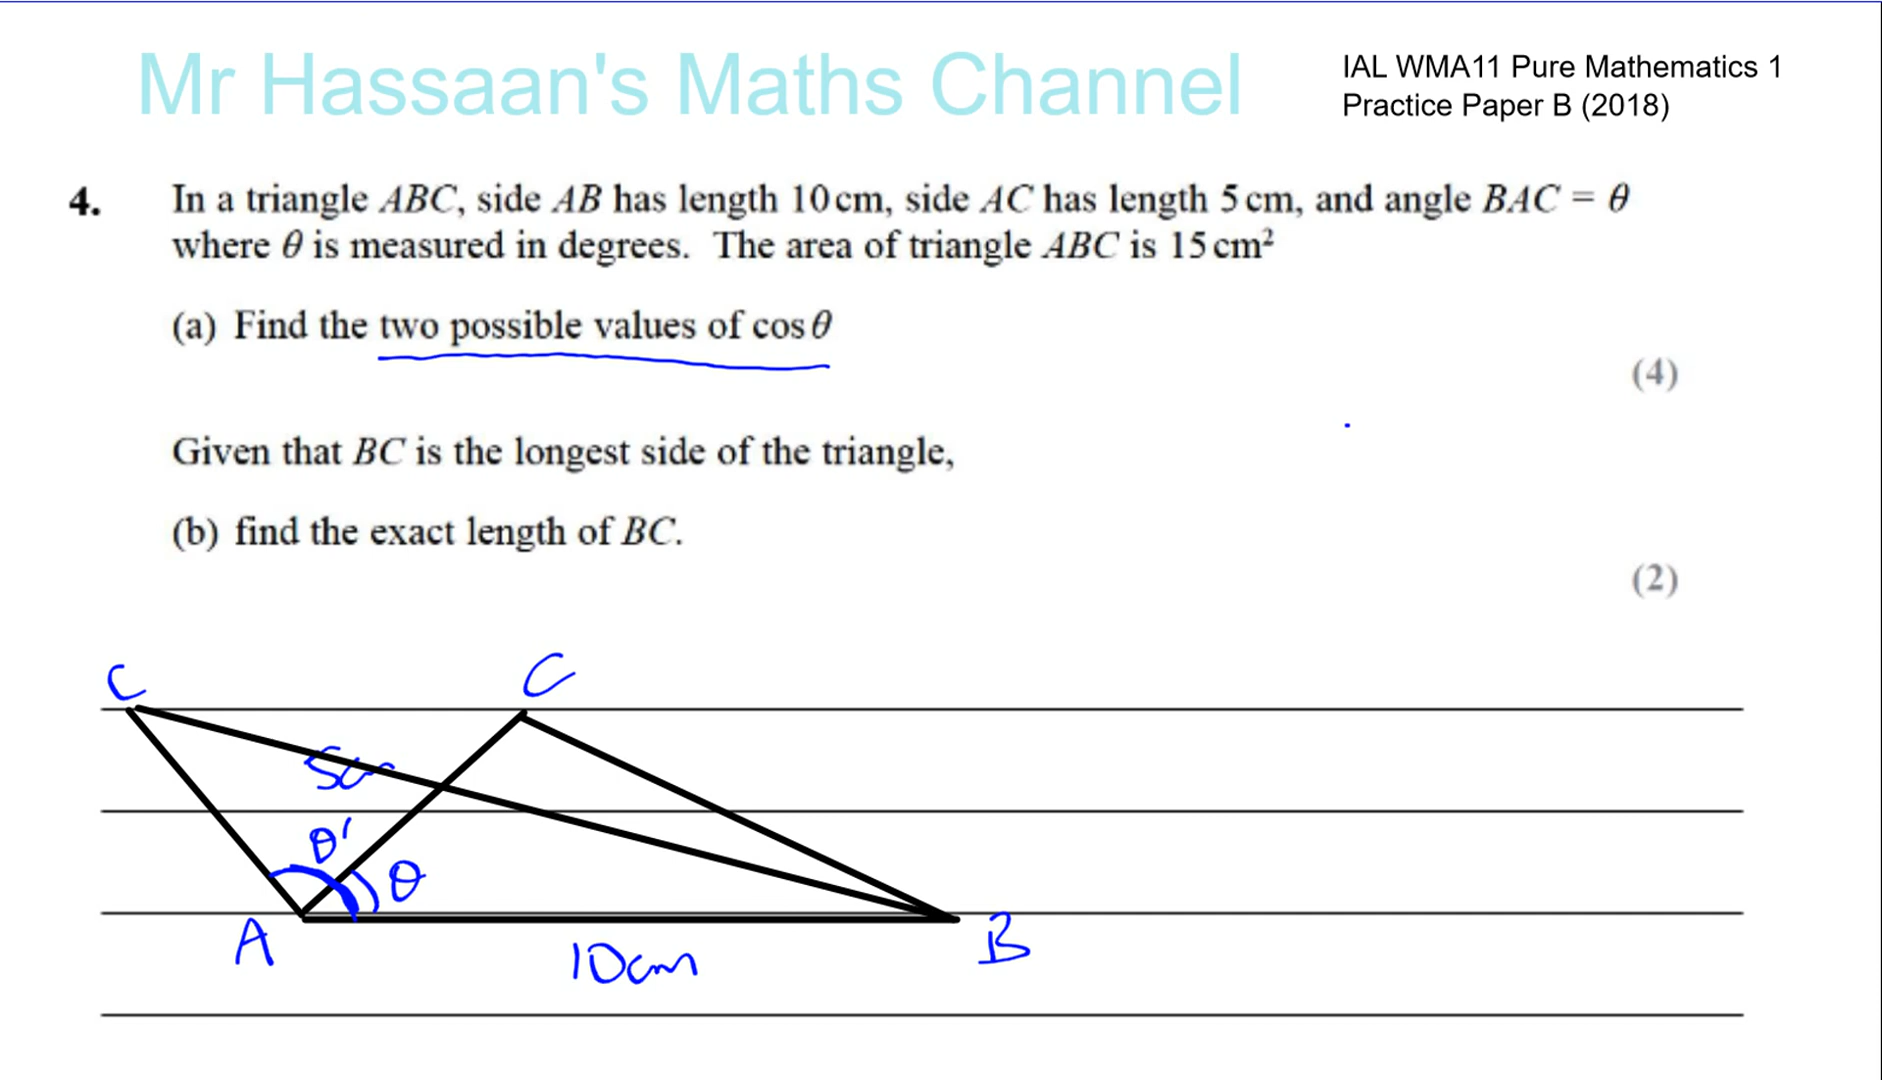 Mr Hassaan's Maths Channel
IAL WMA11 Pure Mathematics 1
Practice Paper B (2018)
4. In a triangle ABC, side AB has length 10 cm, side AC has length 5 cm, and angle BAC = θ
where θ is measured in degrees. The area of triangle ABC is 15 cm²
(a) Find the two possible values of cos θ
(4)
Given that BC is the longest side of the triangle,
(b) find the exact length of BC.
(2)
C
C
5cm
θ'
θ
A
B
10cm